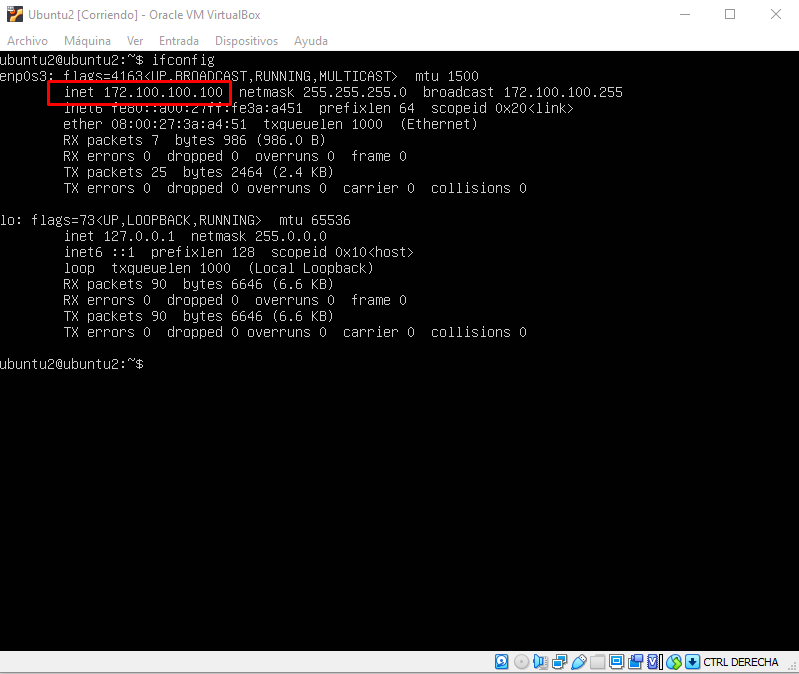 Ubuntu2 [Corriendo] - Oracle VM VirtualBox
Archivo Máquina Ver Entrada Dispositivos Ayuda
ubuntu2@ubuntu2:~$ ifconfig
enp0s3: flags=4163<UP,BROADCAST,RUNNING,MULTICAST> mtu 1500
inet 172.100.100.100 netmask 255.255.255.0 broadcast 172.100.100.255
inet6 fe80::a00:27ff:fe3a:a451 prefixlen 64 scopeid 0x20<link>
ether 08:00:27:3a:a4:51 txqueuelen 1000 (Ethernet)
RX packets 7 bytes 986 (986.0 B)
RX errors 0 dropped 0 overruns 0 frame 0
TX packets 25 bytes 2464 (2.4 KB)
TX errors 0 dropped 0 overruns 0 carrier 0 collisions 0
lo: flags=73<UP,LOOPBACK,RUNNING> mtu 65536
inet 127.0.0.1 netmask 255.0.0.0
inet6 ::1 prefixlen 128 scopeid 0x10<host>
loop txqueuelen 1000 (Local Loopback)
RX packets 90 bytes 6646 (6.6 KB)
RX errors 0 dropped 0 overruns 0 frame 0
TX packets 90 bytes 6646 (6.6 KB)
TX errors 0 dropped 0 overruns 0 carrier 0 collisions 0
ubuntu2@ubuntu2:~$
CTRL DERECHA